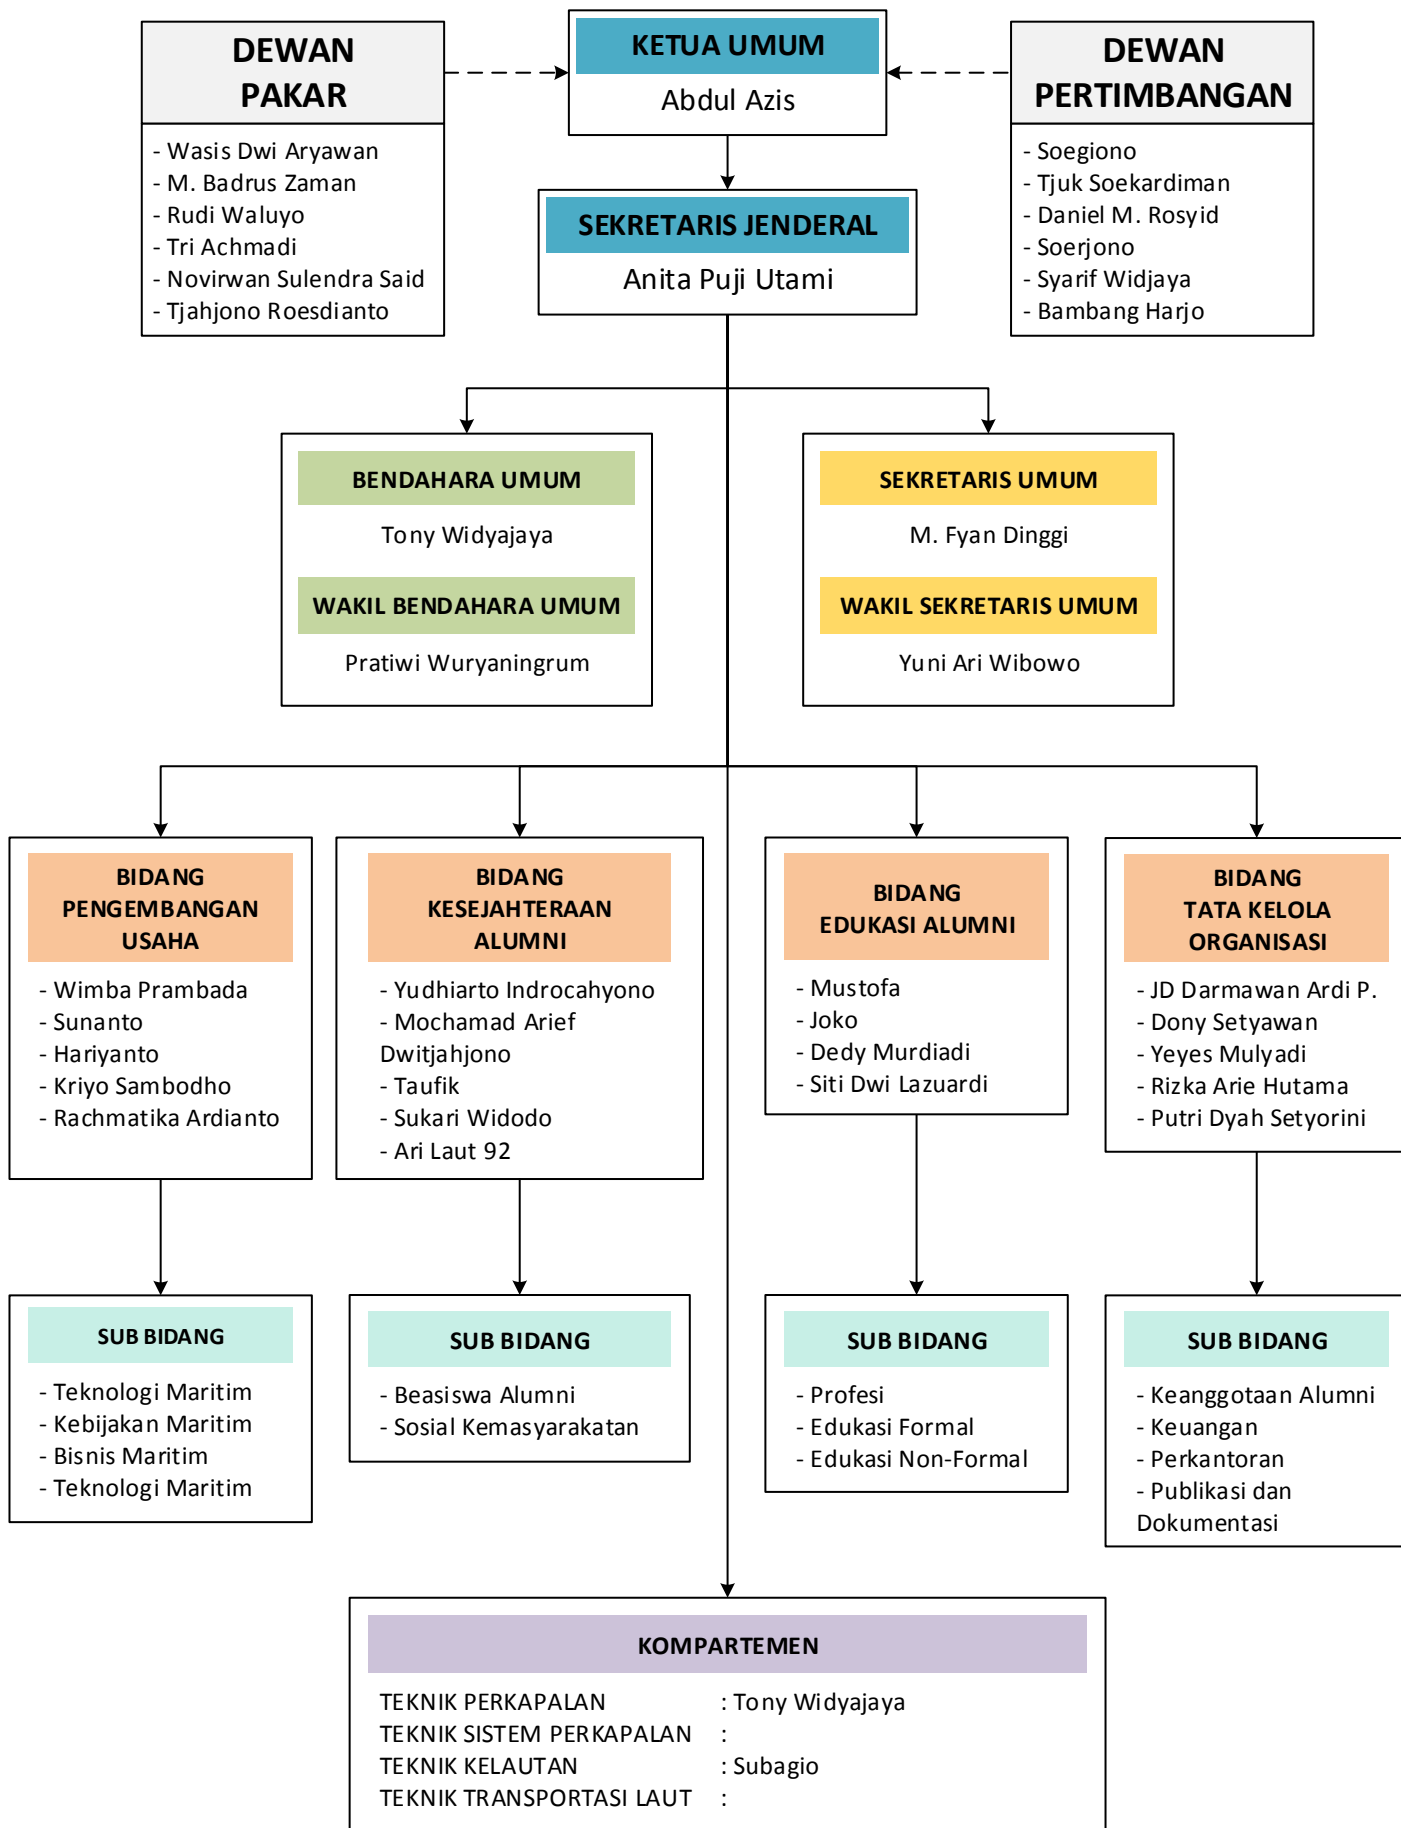 DEWAN
PAKAR
- Wasis Dwi Aryawan
- M. Badrus Zaman
- Rudi Waluyo
- Tri Achmadi
- Novirwan Sulendra Said
- Tjahjono Roesdianto
KETUA UMUM
Abdul Azis
DEWAN
PERTIMBANGAN
- Soegiono
- Tjuk Soekardiman
- Daniel M. Rosyid
- Soerjono
- Syarif Widjaya
- Bambang Harjo
SEKRETARIS JENDERAL
Anita Puji Utami
BENDAHARA UMUM
Tony Widyajaya
WAKIL BENDAHARA UMUM
Pratiwi Wuryaningrum
SEKRETARIS UMUM
M. Fyan Dinggi
WAKIL SEKRETARIS UMUM
Yuni Ari Wibowo
BIDANG
PENGEMBANGAN
USAHA
- Wimba Prambada
- Sunanto
- Hariyanto
- Kriyo Sambodho
- Rachmatika Ardianto
BIDANG
KESEJAHTERAAN
ALUMNI
- Yudhiarto Indrocahyono
- Mochamad Arief
Dwitjahjono
- Taufik
- Sukari Widodo
- Ari Laut 92
BIDANG
EDUKASI ALUMNI
- Mustofa
- Joko
- Dedy Murdiadi
- Siti Dwi Lazuardi
BIDANG
TATA KELOLA
ORGANISASI
- JD Darmawan Ardi P.
- Dony Setyawan
- Yeyes Mulyadi
- Rizka Arie Hutama
- Putri Dyah Setyorini
SUB BIDANG
- Teknologi Maritim
- Kebijakan Maritim
- Bisnis Maritim
- Teknologi Maritim
SUB BIDANG
- Beasiswa Alumni
- Sosial Kemasyarakatan
SUB BIDANG
- Profesi
- Edukasi Formal
- Edukasi Non-Formal
SUB BIDANG
- Keanggotaan Alumni
- Keuangan
- Perkantoran
- Publikasi dan
Dokumentasi
KOMPARTEMEN
TEKNIK PERKAPALAN : Tony Widyajaya
TEKNIK SISTEM PERKAPALAN :
TEKNIK KELAUTAN : Subagio
TEKNIK TRANSPORTASI LAUT :